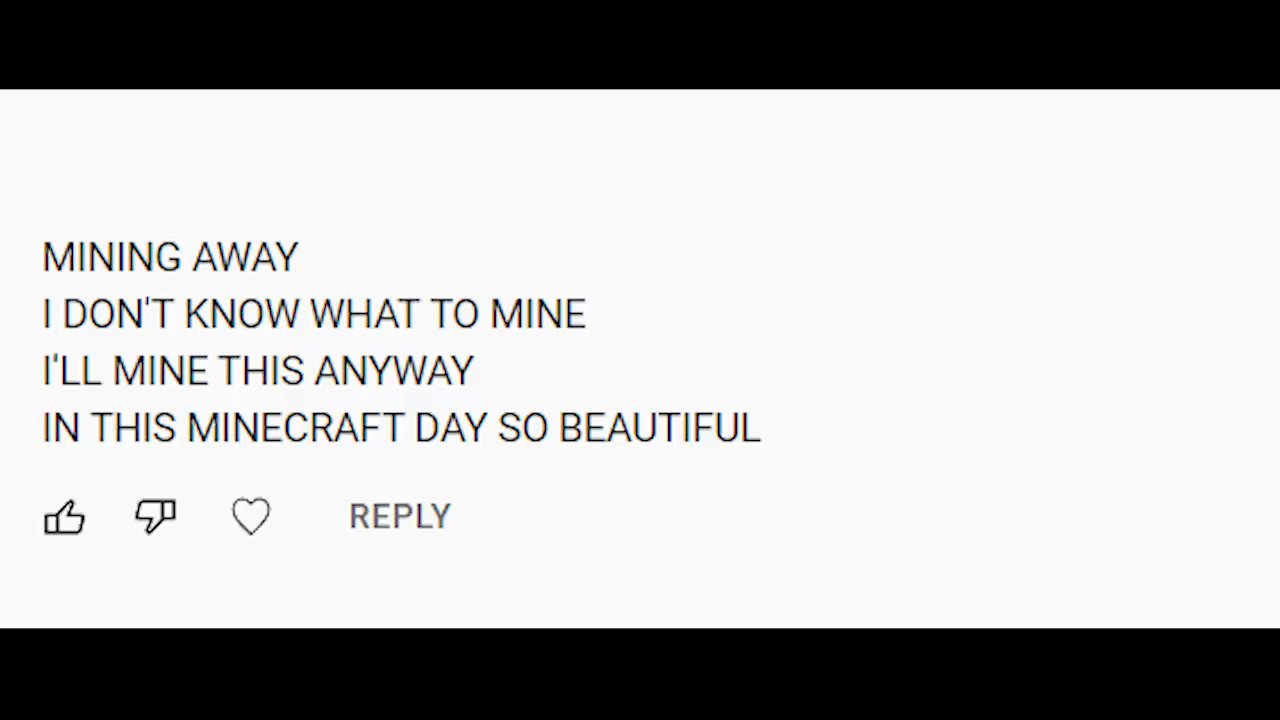 MINING AWAY
I DON'T KNOW WHAT TO MINE
I'LL MINE THIS ANYWAY
IN THIS MINECRAFT DAY SO BEAUTIFUL
REPLY